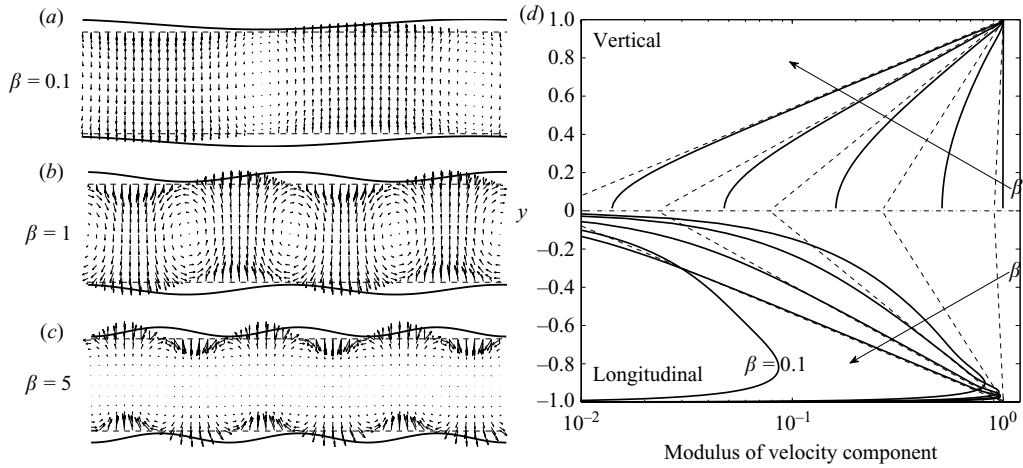 (a)
β = 0.1
(b)
β = 1
(c)
β = 5
(d)
1.0
0.8
0.6
0.4
0.2
0
−0.2
−0.4
−0.6
−0.8
−1.0
y
Vertical
β
β
β = 0.1
Longitudinal
10⁻² 10⁻¹ 10⁰
Modulus of velocity component